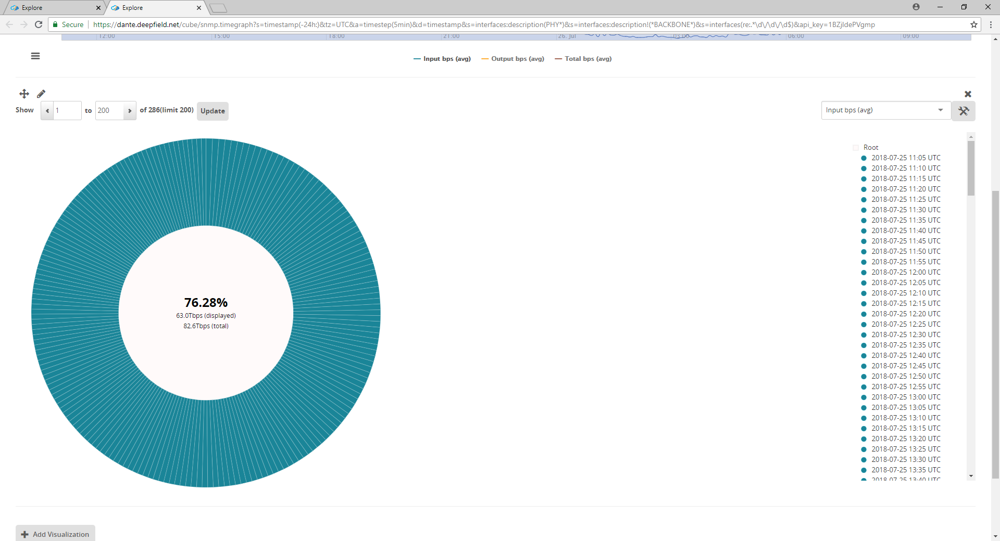 Explore
Explore
Secure
https://dante.deepfield.net/cube/snmp.timegraph?s=timestamp(-24h:)&tz=UTC&a=timestep(5min)&d=timestamp&s=interfaces:description(PHY*)&s=interfaces:description!(*BACKBONE*)&s=interfaces(re:.*\d\/\d\/\d$)&api_key=1BZjldePVgmp
12:00 15:00 18:00 21:00 26. Jul 03:00 06:00 09:00
Input bps (avg) Output bps (avg) Total bps (avg)
Show 1 to 200 of 286(limit 200) Update
Input bps (avg)
76.28%
63.0Tbps (displayed)
82.6Tbps (total)
Root
2018-07-25 11:05 UTC
2018-07-25 11:10 UTC
2018-07-25 11:15 UTC
2018-07-25 11:20 UTC
2018-07-25 11:25 UTC
2018-07-25 11:30 UTC
2018-07-25 11:35 UTC
2018-07-25 11:40 UTC
2018-07-25 11:45 UTC
2018-07-25 11:50 UTC
2018-07-25 11:55 UTC
2018-07-25 12:00 UTC
2018-07-25 12:05 UTC
2018-07-25 12:10 UTC
2018-07-25 12:15 UTC
2018-07-25 12:20 UTC
2018-07-25 12:25 UTC
2018-07-25 12:30 UTC
2018-07-25 12:35 UTC
2018-07-25 12:40 UTC
2018-07-25 12:45 UTC
2018-07-25 12:50 UTC
2018-07-25 12:55 UTC
2018-07-25 13:00 UTC
2018-07-25 13:05 UTC
2018-07-25 13:10 UTC
2018-07-25 13:15 UTC
2018-07-25 13:20 UTC
2018-07-25 13:25 UTC
2018-07-25 13:30 UTC
2018-07-25 13:35 UTC
2018-07-25 13:40 UTC
Add Visualization